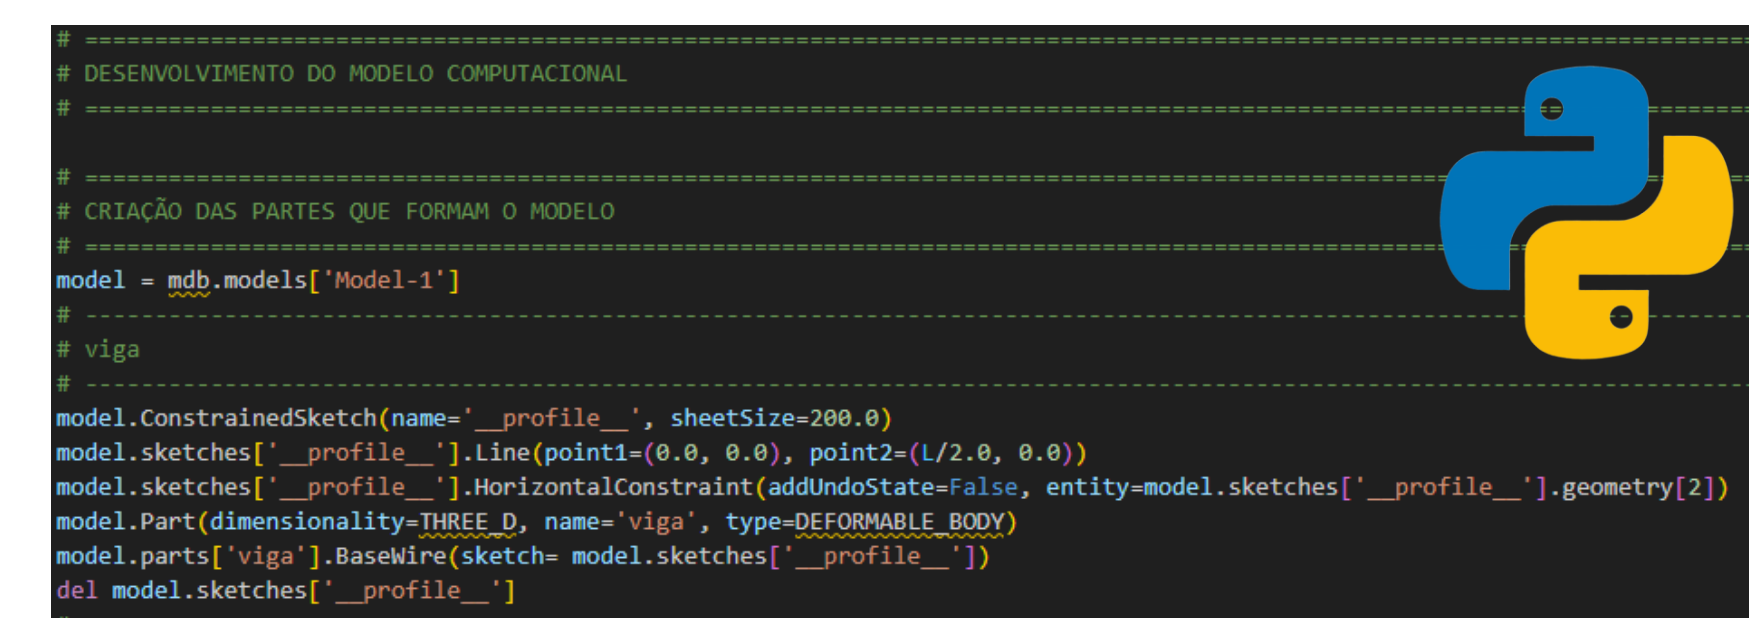 # ================================================================================================
# DESENVOLVIMENTO DO MODELO COMPUTACIONAL
# ================================================================================================
# ================================================================================================
# CRIAÇÃO DAS PARTES QUE FORMAM O MODELO
# ================================================================================================
model = mdb.models['Model-1']
# ------------------------------------------------------------------------------------------------
# viga
# ------------------------------------------------------------------------------------------------
model.ConstrainedSketch(name='__profile__', sheetSize=200.0)
model.sketches['__profile__'].Line(point1=(0.0, 0.0), point2=(L/2.0, 0.0))
model.sketches['__profile__'].HorizontalConstraint(addUndoState=False, entity=model.sketches['__profile__'].geometry[2])
model.Part(dimensionality=THREE_D, name='viga', type=DEFORMABLE_BODY)
model.parts['viga'].BaseWire(sketch= model.sketches['__profile__'])
del model.sketches['__profile__']